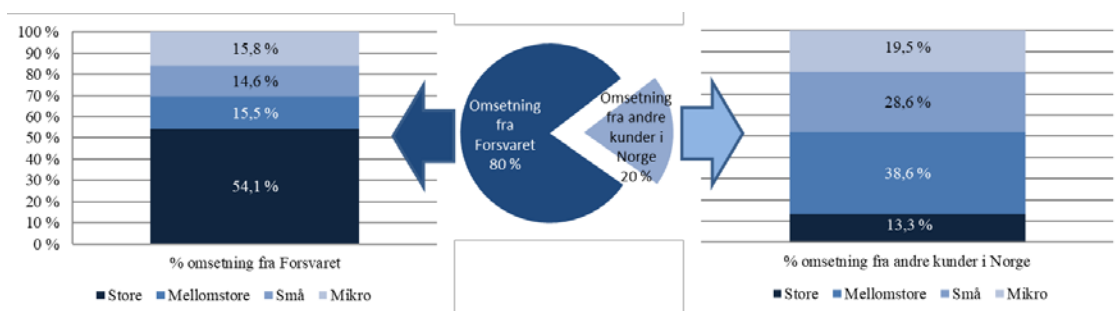 100 %
90 %
80 %
70 %
60 %
50 %
40 %
30 %
20 %
10 %
0 %
15,8 %
14,6 %
15,5 %
54,1 %
% omsetning fra Forsvaret
Store Mellomstore Små Mikro
Omsetning
fra
Forsvaret
80 %
Omsetning
fra andre
kunder i
Norge
20 %
19,5 %
28,6 %
38,6 %
13,3 %
% omsetning fra andre kunder i Norge
Store Mellomstore Små Mikro